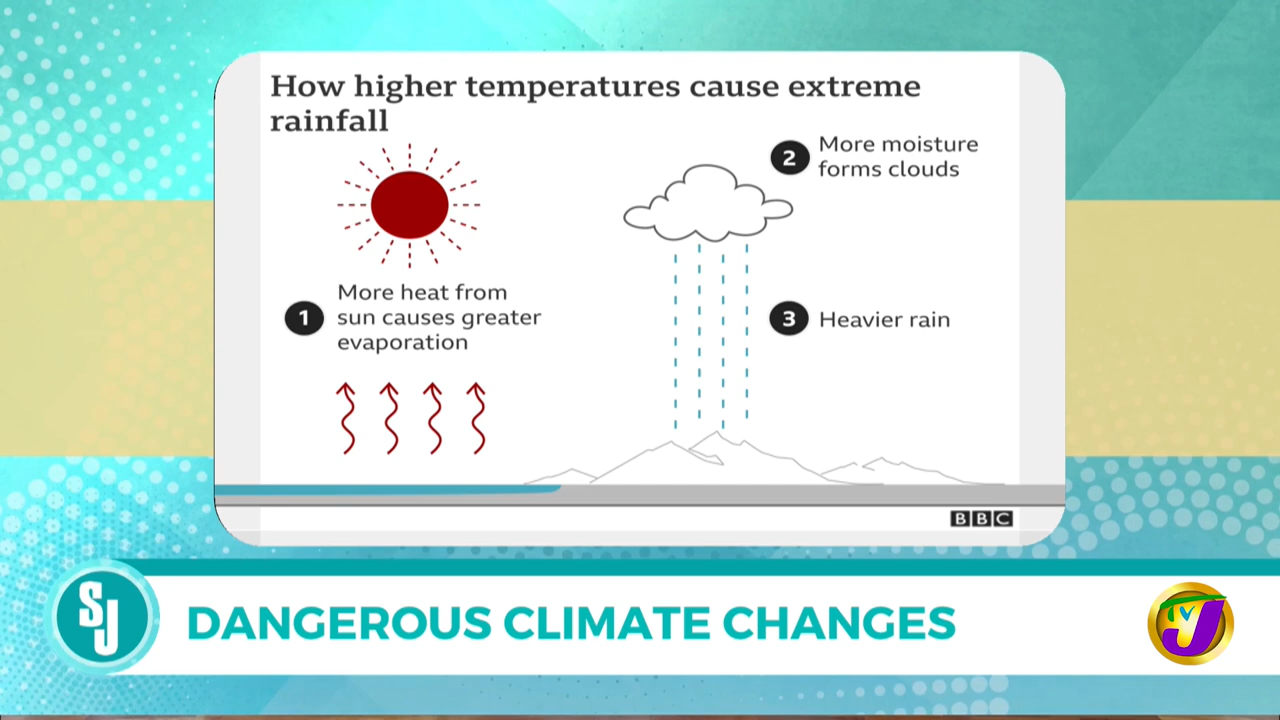 How higher temperatures cause extreme
rainfall
1
More heat from
sun causes greater
evaporation
2
More moisture
forms clouds
3
Heavier rain
BBC
SJ
DANGEROUS CLIMATE CHANGES
TVJ